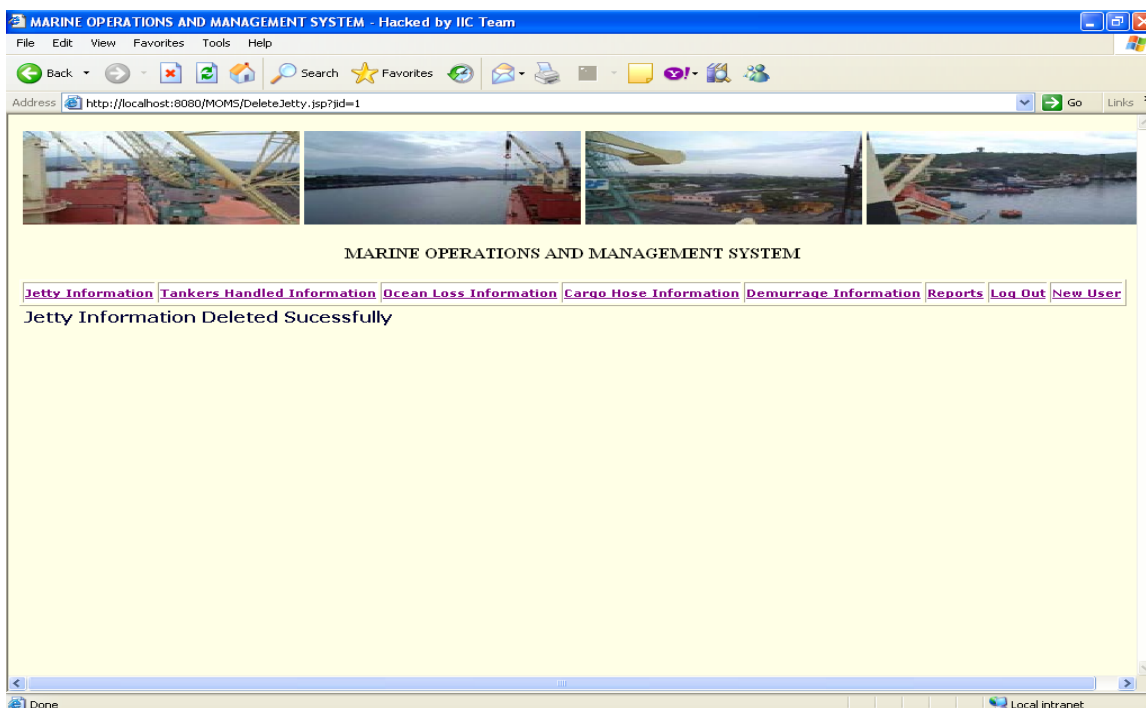 MARINE OPERATIONS AND MANAGEMENT SYSTEM - Hacked by IIC Team
File Edit View Favorites Tools Help
Back Search Favorites
Address http://localhost:8080/MOMS/DeleteJetty.jsp?jid=1 Go Links
MARINE OPERATIONS AND MANAGEMENT SYSTEM
Jetty Information Tankers Handled Information Ocean Loss Information Cargo Hose Information Demurrage Information Reports Log Out New User
Jetty Information Deleted Sucessfully
Done Local intranet